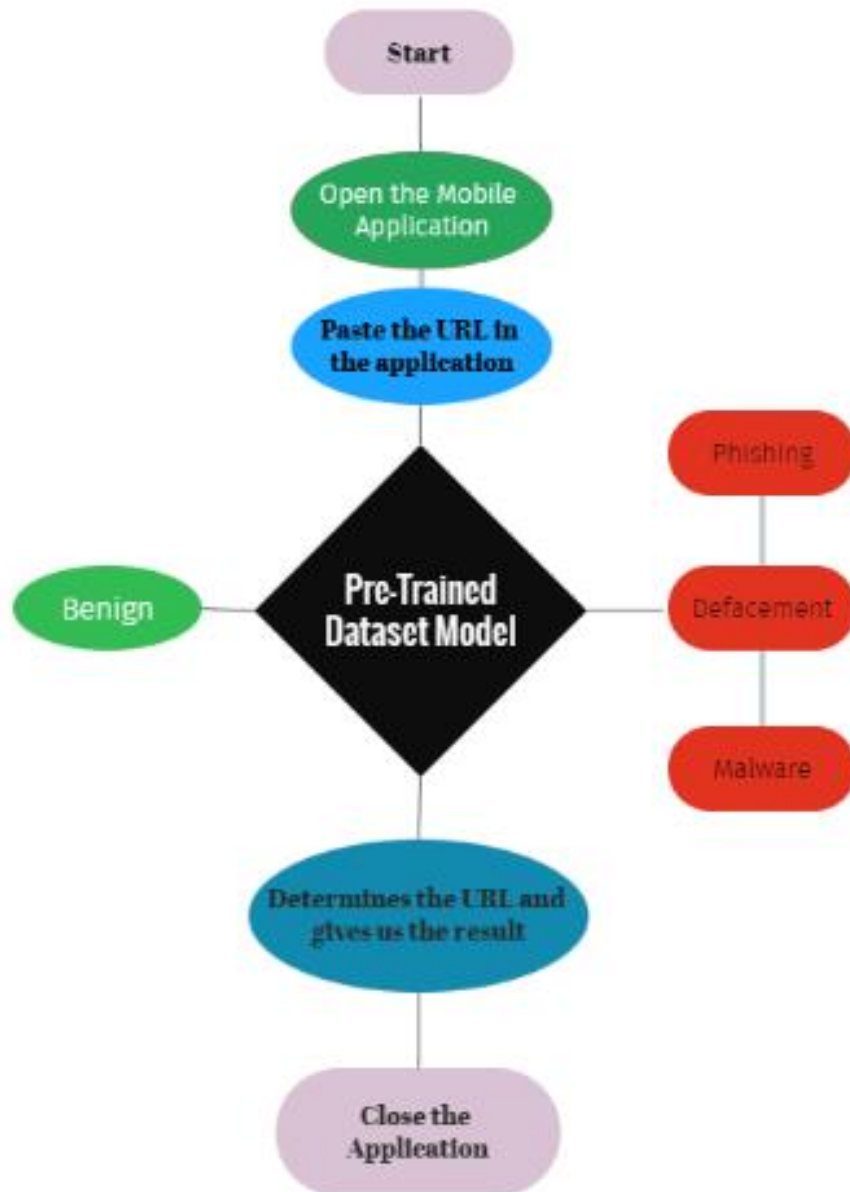 Start
Open the Mobile
Application
Paste the URL in
the application
Phishing
Benign
Pre-Trained
Dataset Model
Defacement
Malware
Determines the URL and
gives us the result
Close the
Application